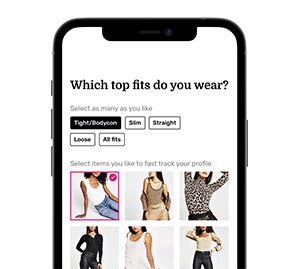 Which top fits do you wear?
Select as many as you like
Tight/Bodycon Slim Straight
Loose All fits
Select items you like to fast track your profile